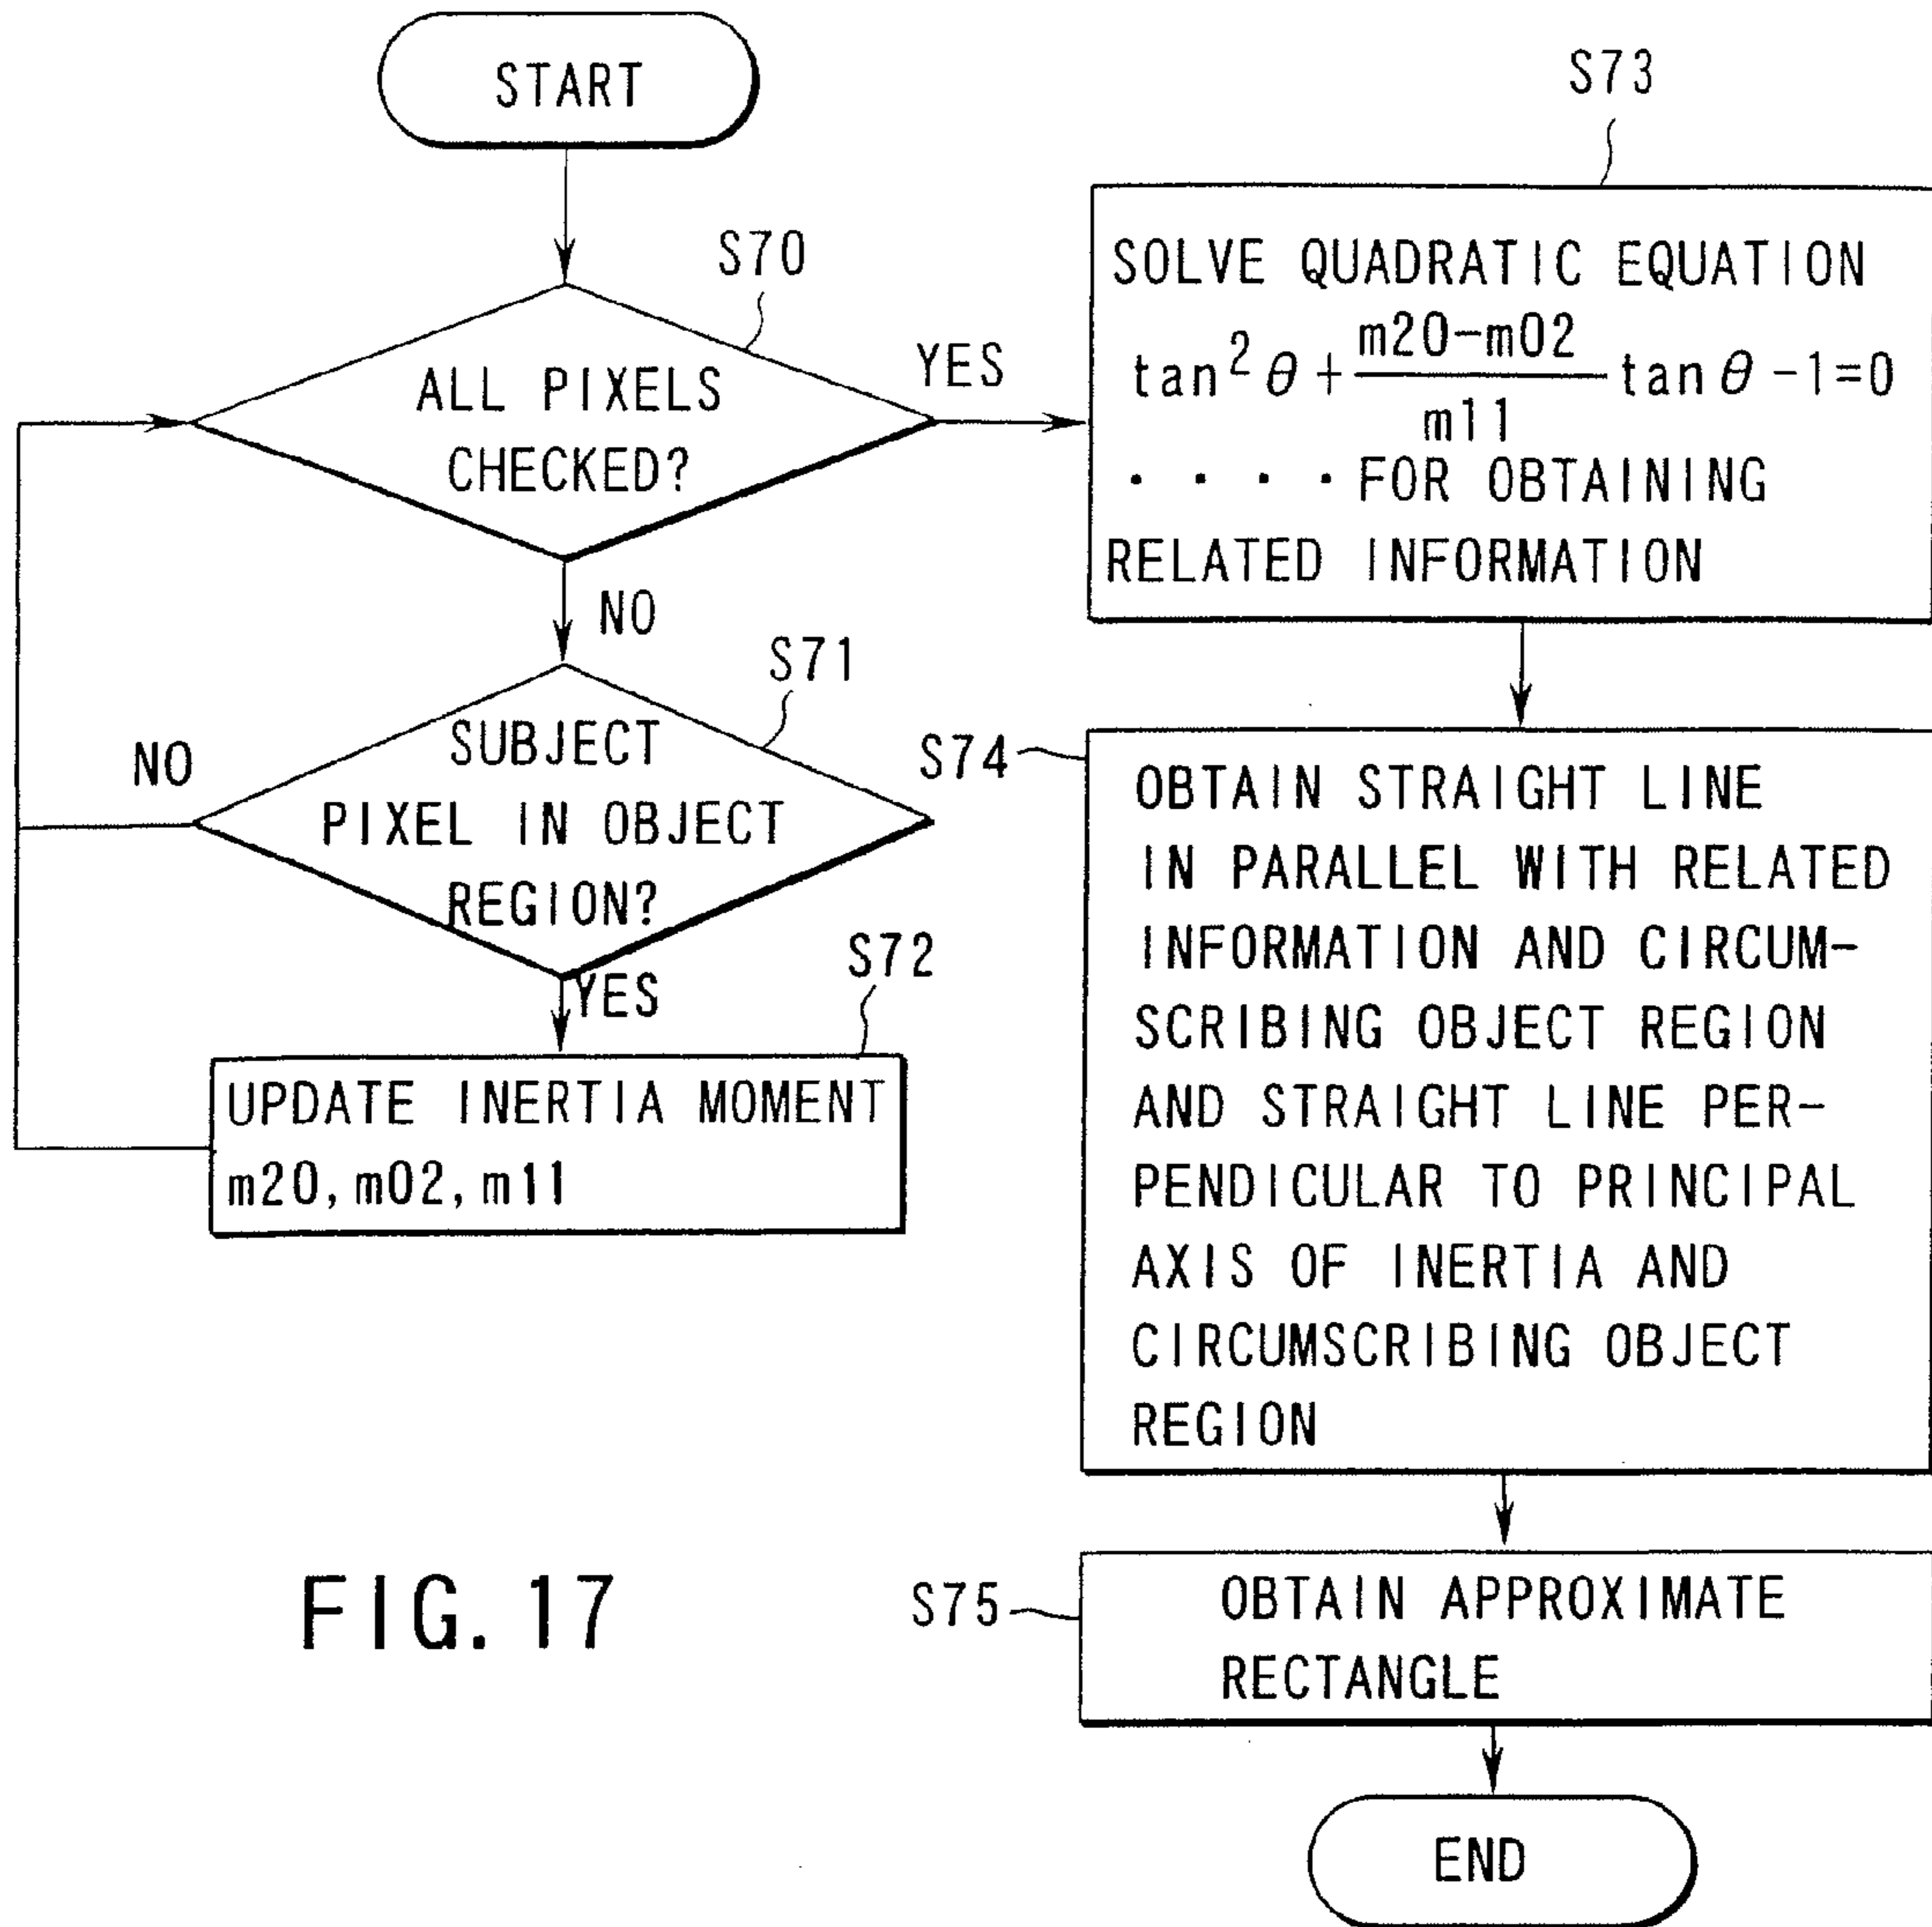 START
S70
ALL PIXELS
CHECKED?
YES
NO
S71
SUBJECT
PIXEL IN OBJECT
REGION?
NO
YES
S72
UPDATE INERTIA MOMENT
m20, m02, m11
S73
SOLVE QUADRATIC EQUATION
tan² θ + (m20-m02)/m11 tan θ -1=0
· · · · FOR OBTAINING
RELATED INFORMATION
S74
OBTAIN STRAIGHT LINE
IN PARALLEL WITH RELATED
INFORMATION AND CIRCUM-
SCRIBING OBJECT REGION
AND STRAIGHT LINE PER-
PENDICULAR TO PRINCIPAL
AXIS OF INERTIA AND
CIRCUMSCRIBING OBJECT
REGION
S75
OBTAIN APPROXIMATE
RECTANGLE
END
FIG. 17